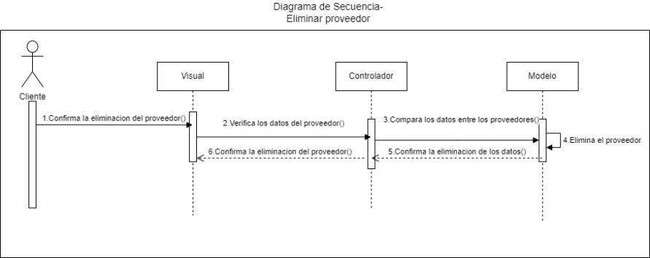 Diagrama de Secuencia-
Eliminar proveedor
Cliente
Visual
Controlador
Modelo
1.Confirma la eliminacion del proveedor()
2.Verifica los datos del proveedor()
3.Compara los datos entre los proveedores()
4.Elimina el proveedor
5.Confirma la eliminacion de los datos()
6.Confirma la eliminacion del proveedor()